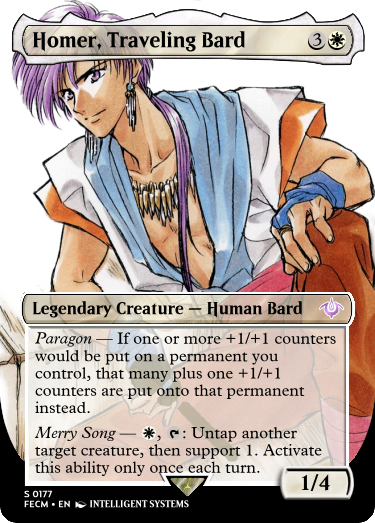 Homer, Traveling Bard 3
Legendary Creature — Human Bard
Paragon — If one or more +1/+1 counters
would be put on a permanent you
control, that many plus one +1/+1
counters are put onto that permanent
instead.
Merry Song — , : Untap another
target creature, then support 1. Activate
this ability only once each turn.
1/4
S 0177
FECM • EN INTELLIGENT SYSTEMS